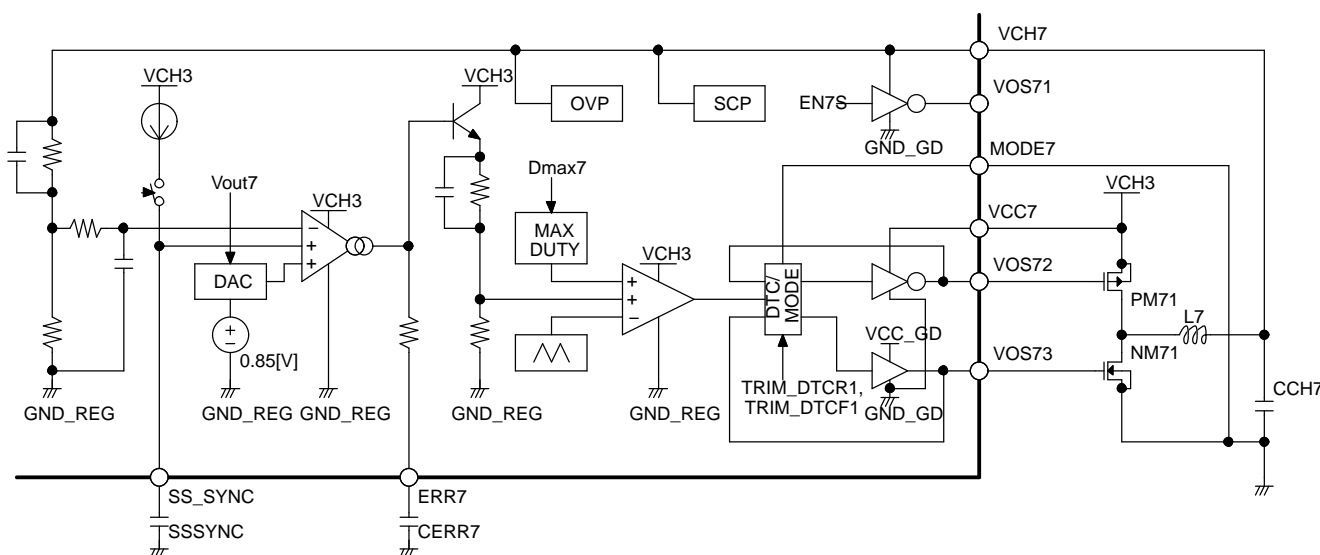 VCH7
VCH3
VCH3
OVP
SCP
EN7S
VOS71
GND_GD
MODE7
Vout7
Dmax7
VCH3
VCH3
MAX
DUTY
VCC7
DAC
VCH3
DTC/
MODE
VOS72
PM71
L7
0.85[V]
VCC_GD
NM71
VOS73
TRIM_DTCR1,
TRIM_DTCF1
GND_GD
CCH7
GND_REG
GND_REG
GND_REG
GND_REG
GND_REG
SS_SYNC
ERR7
SSSYNC
CERR7